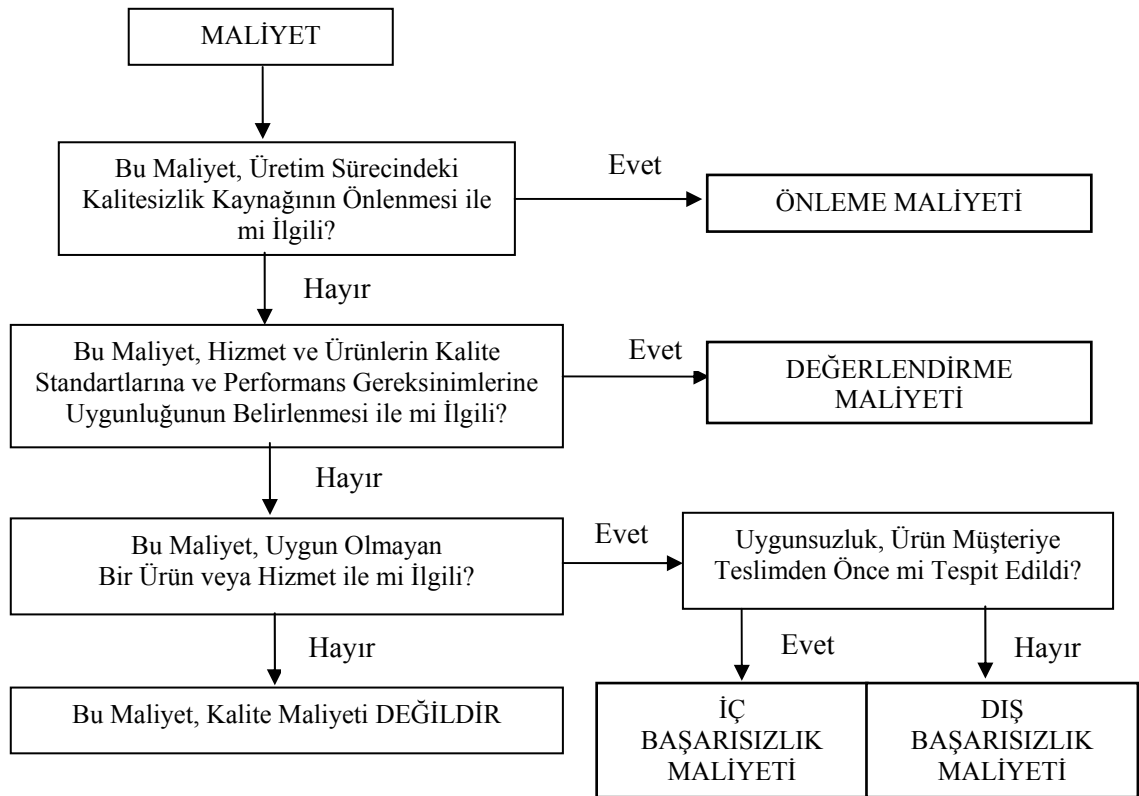 MALİYET
Bu Maliyet, Üretim Sürecindeki
Kalitesizlik Kaynağının Önlenmesi ile
mi İlgili?
Evet
ÖNLEME MALİYETİ
Hayır
Bu Maliyet, Hizmet ve Ürünlerin Kalite
Standartlarına ve Performans Gereksinimlerine
Uygunluğunun Belirlenmesi ile mi İlgili?
Evet
DEĞERLENDİRME
MALİYETİ
Hayır
Bu Maliyet, Uygun Olmayan
Bir Ürün veya Hizmet ile mi İlgili?
Evet
Uygunsuzluk, Ürün Müşteriye
Teslimden Önce mi Tespit Edildi?
Hayır
Bu Maliyet, Kalite Maliyeti DEĞİLDİR
Evet
Hayır
İÇ
BAŞARISIZLIK
MALİYETİ
DIŞ
BAŞARISIZLIK
MALİYETİ